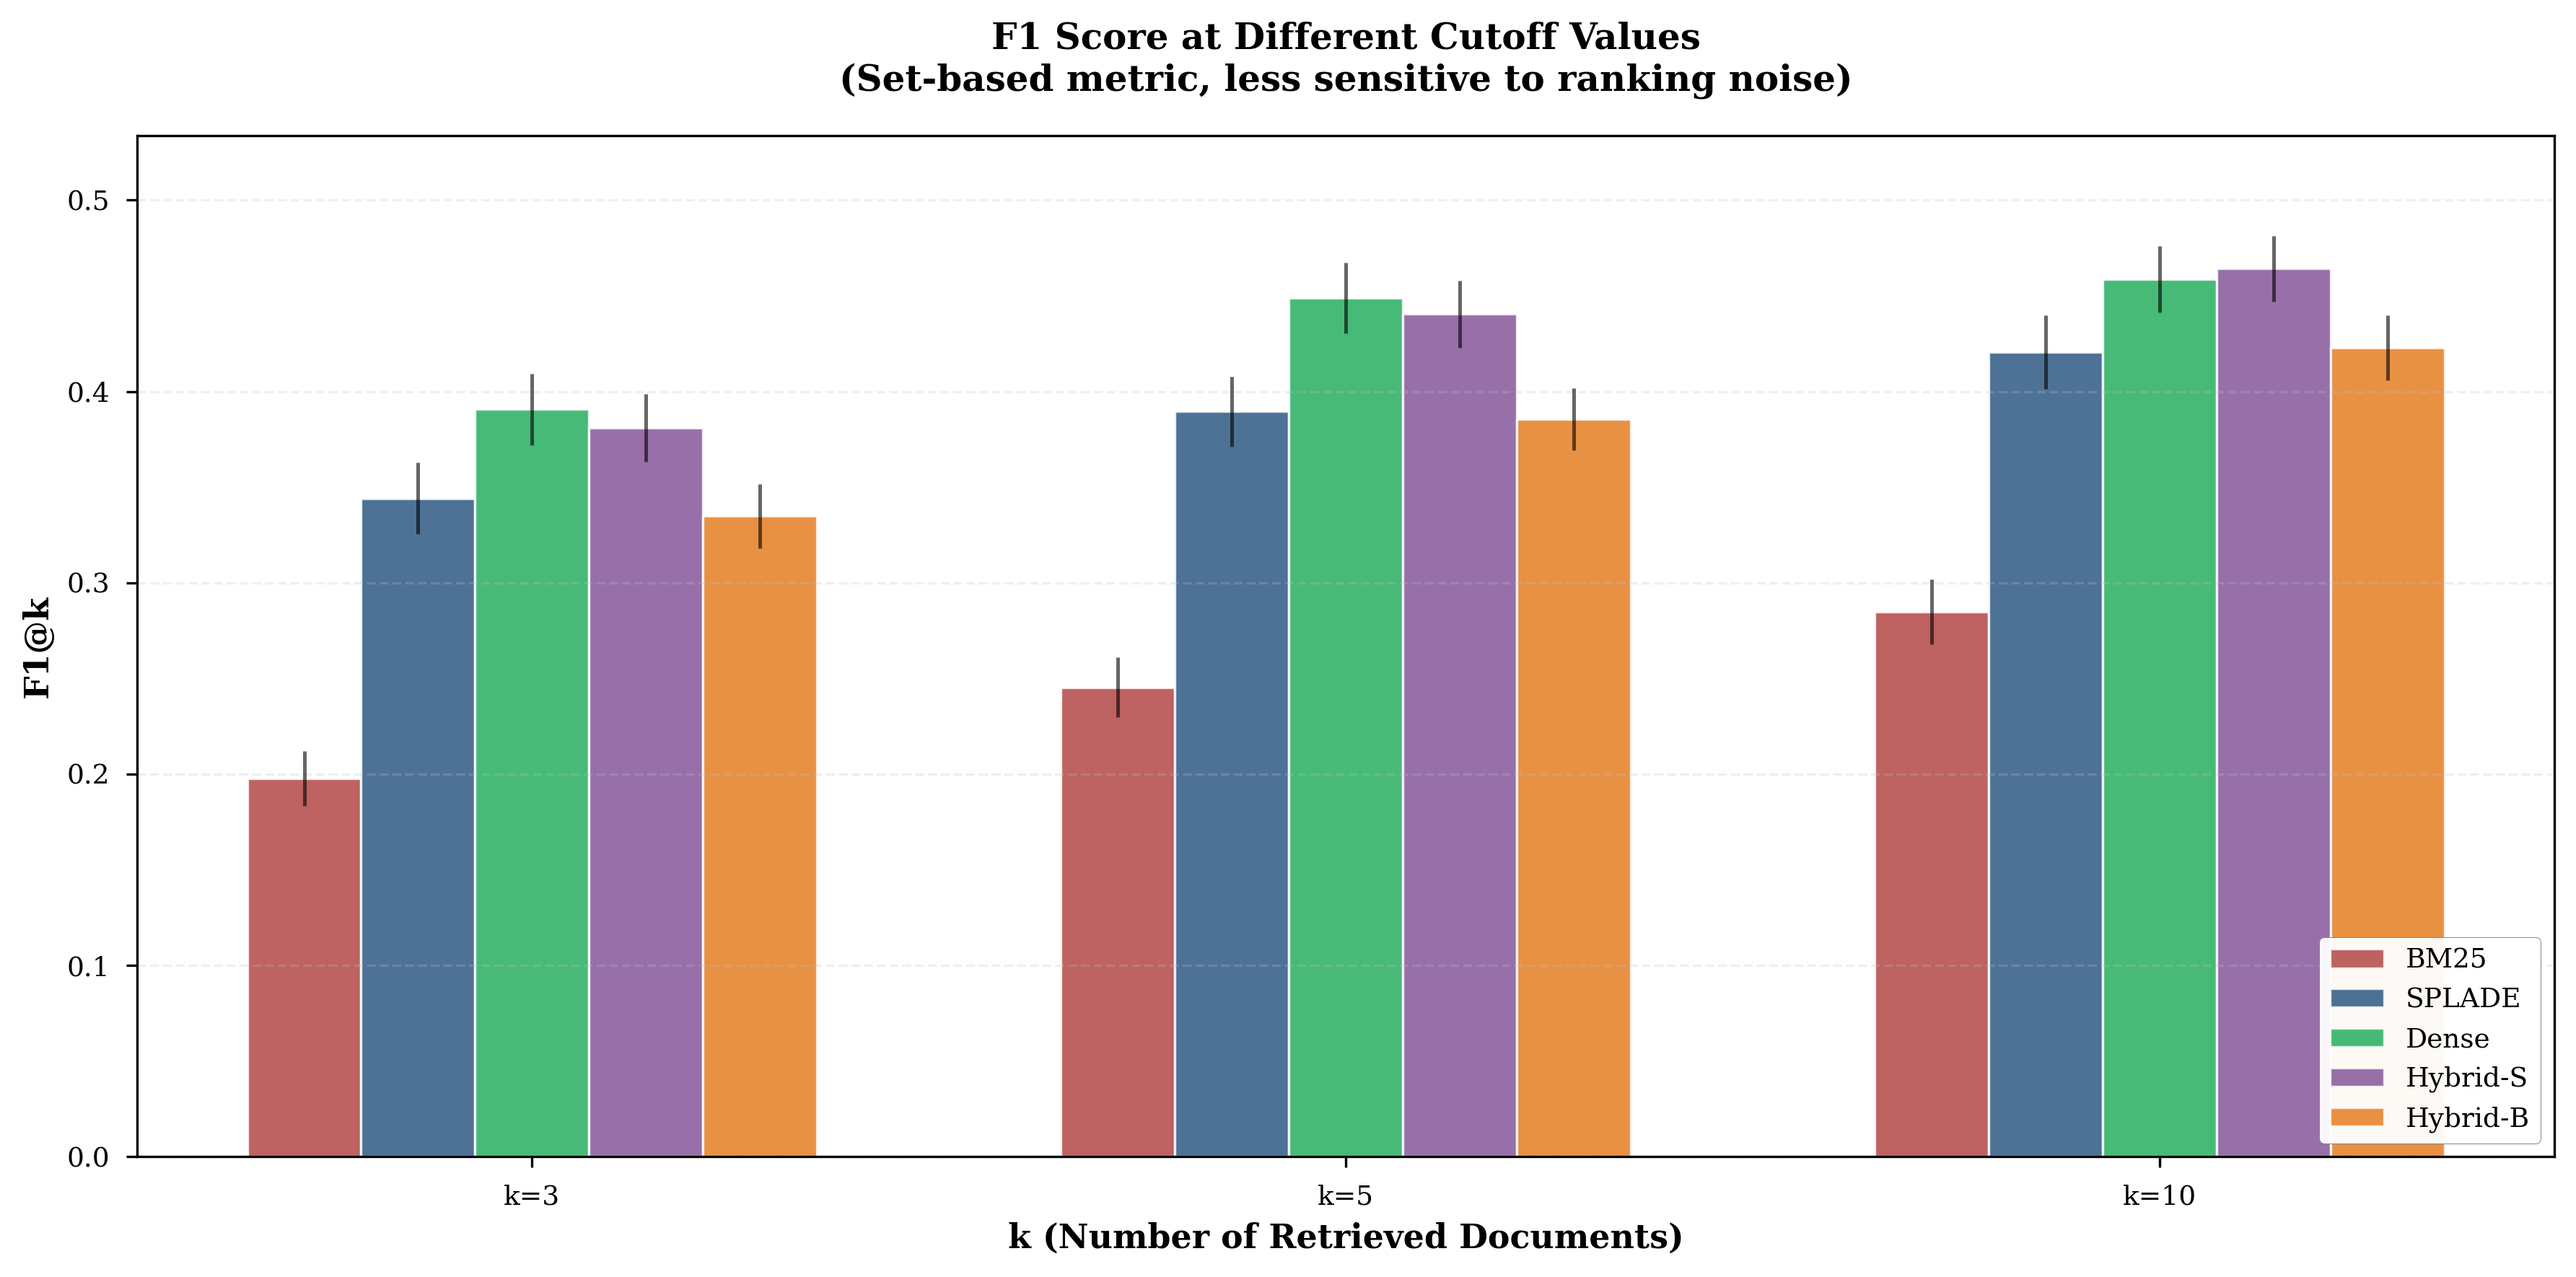 F1 Score at Different Cutoff Values
(Set-based metric, less sensitive to ranking noise)
F1@k
0.5
0.4
0.3
0.2
0.1
0.0
k=3
k=5
k=10
k (Number of Retrieved Documents)
BM25
SPLADE
Dense
Hybrid-S
Hybrid-B